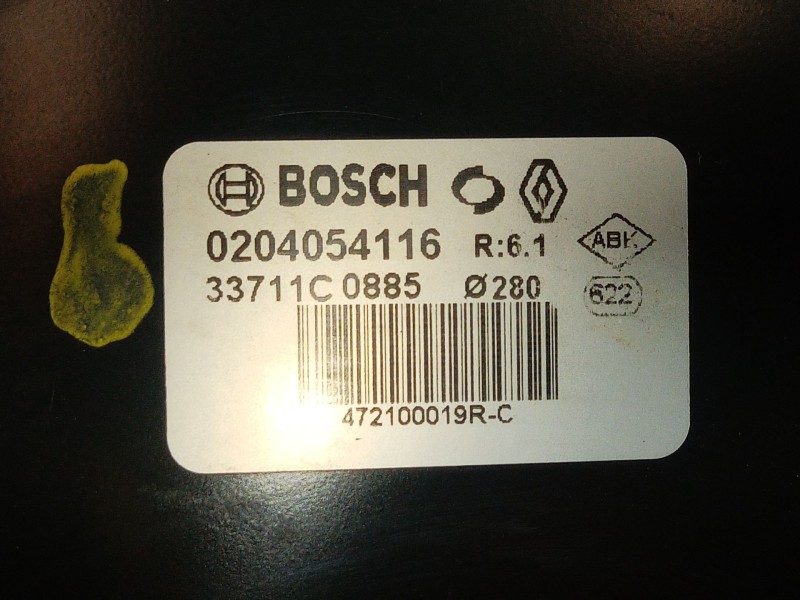 BOSCH
0204054116 R:6.1 ABK
33711C 0885 Ø280 622
472100019R-C